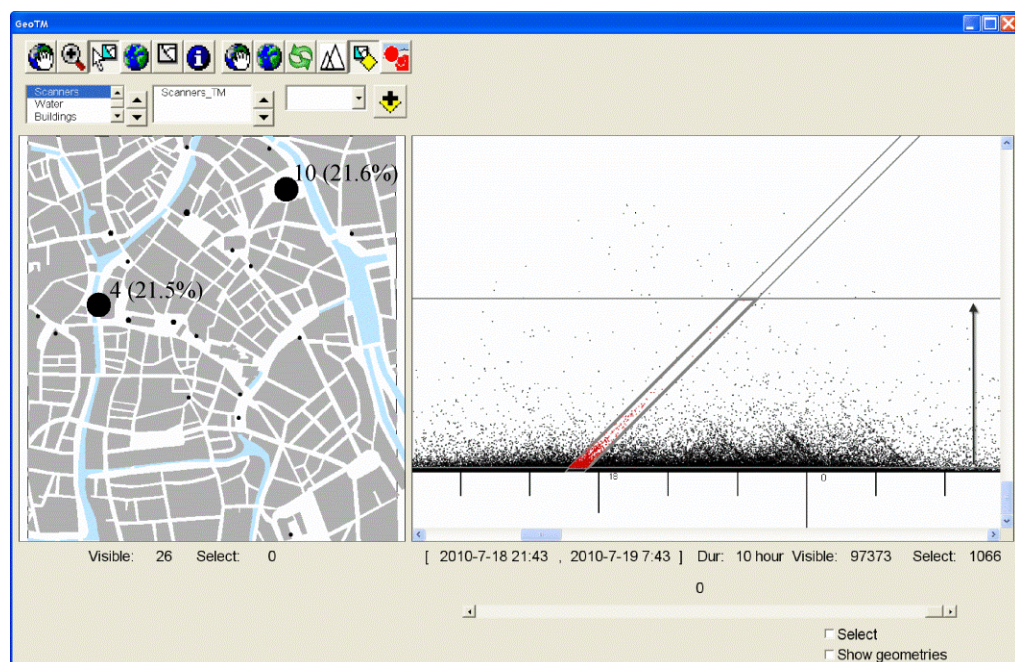 GeoTM
Scanners
Water
Buildings
Scanners_TM
10 (21.6%)
4 (21.5%)
18
0
Visible: 26 Select: 0
[ 2010-7-18 21:43 , 2010-7-19 7:43 ] Dur: 10 hour Visible: 97373 Select: 1066
0
Select
Show geometries